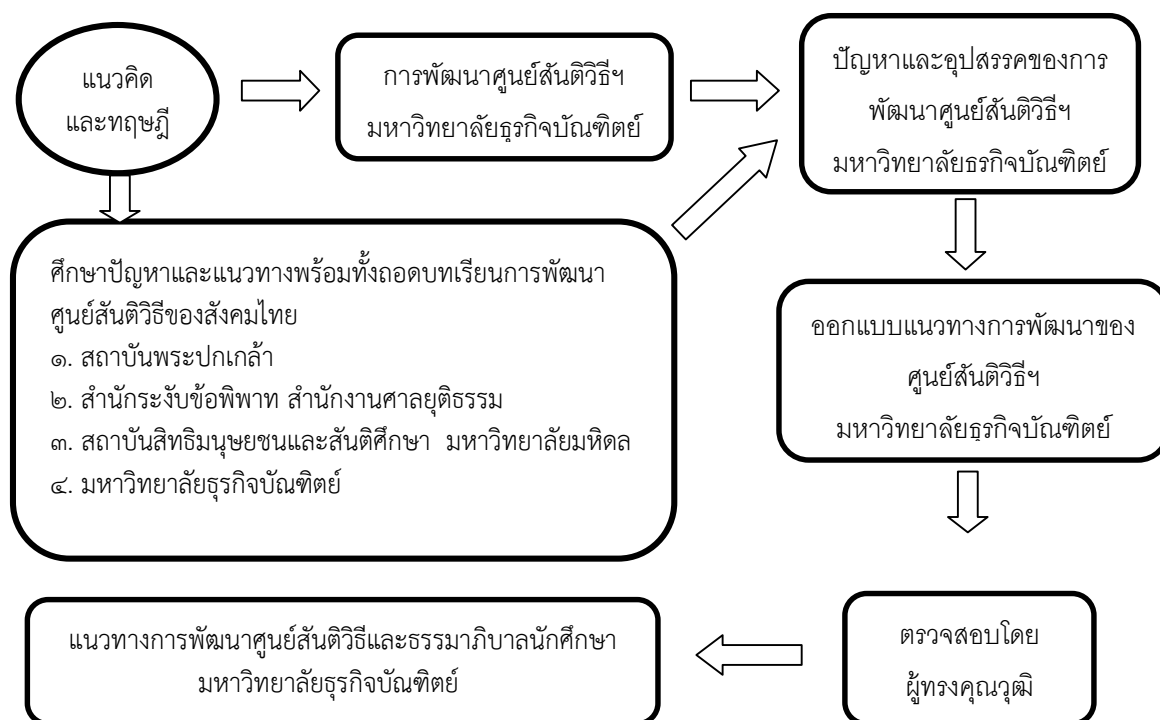 แนวคิด
และทฤษฎี
การพัฒนาศูนย์สันติวิธีฯ
มหาวิทยาลัยธุรกิจบัณฑิตย์
ปัญหาและอุปสรรคของการ
พัฒนาศูนย์สันติวิธีฯ
มหาวิทยาลัยธุรกิจบัณฑิตย์
ศึกษาปัญหาและแนวทางพร้อมทั้งถอดบทเรียนการพัฒนา
ศูนย์สันติวิธีของสังคมไทย
๑. สถาบันพระปกเกล้า
๒. สำนักระงับข้อพิพาท สำนักงานศาลยุติธรรม
๓. สถาบันสิทธิมนุษยชนและสันติศึกษา มหาวิทยาลัยมหิดล
๔. มหาวิทยาลัยธุรกิจบัณฑิตย์
ออกแบบแนวทางการพัฒนาของ
ศูนย์สันติวิธีฯ
มหาวิทยาลัยธุรกิจบัณฑิตย์
ตรวจสอบโดย
ผู้ทรงคุณวุฒิ
แนวทางการพัฒนาศูนย์สันติวิธีและธรรมาภิบาลนักศึกษา
มหาวิทยาลัยธุรกิจบัณฑิตย์